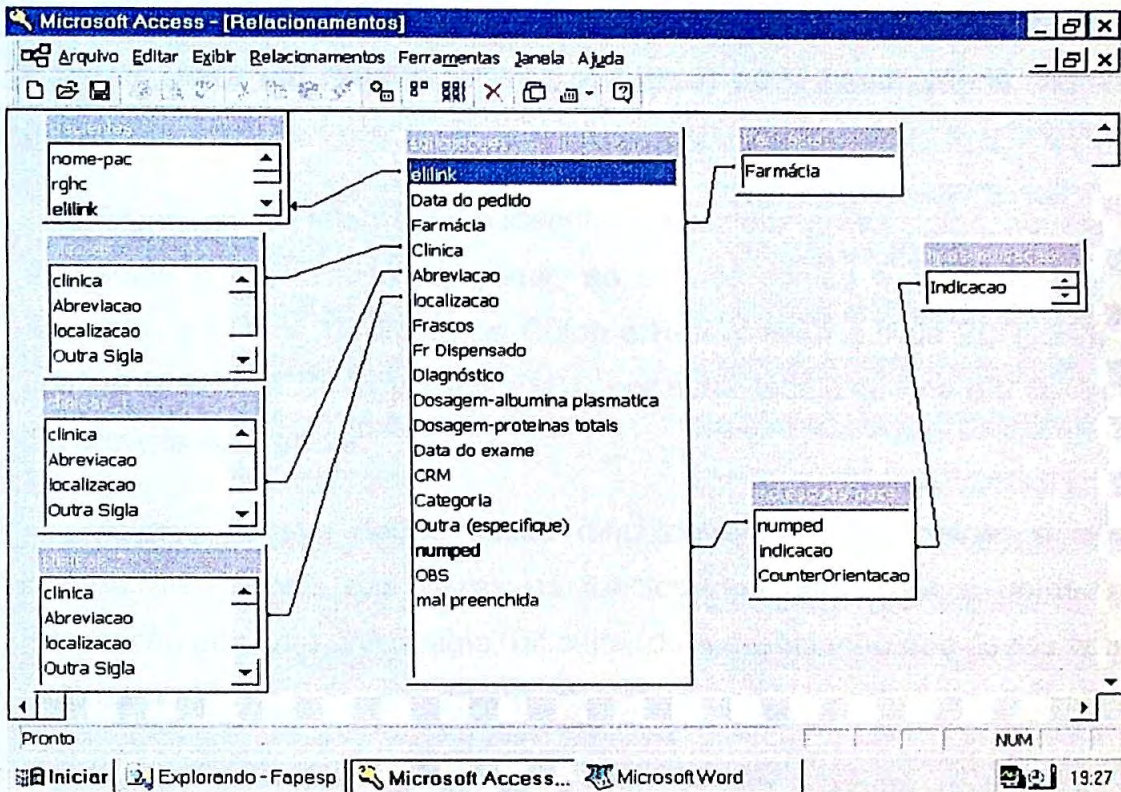 Microsoft Access - [Relacionamentos]
Arquivo Editar Exibir Relacionamentos Ferramentas Janela Ajuda
nome-pac
rghc
elilink
clinica
Abreviacao
localizacao
Outra Sigla
clinica
Abreviacao
localizacao
Outra Sigla
clinica
Abreviacao
localizacao
Outra Sigla
elilink
Data do pedido
Farmácia
Clinica
Abreviacao
localizacao
Frascos
Fr Dispensado
Diagnóstico
Dosagem-albumina plasmatica
Dosagem-proteinas totais
Data do exame
CRM
Categoria
Outra (especifique)
numped
OBS
mal preenchida
Farmácia
Indicacao
numped
indicacao
CounterOrientacao
Pronto
NUM
Iniciar
Explorando - Fapesp
Microsoft Access...
Microsoft Word
19:27